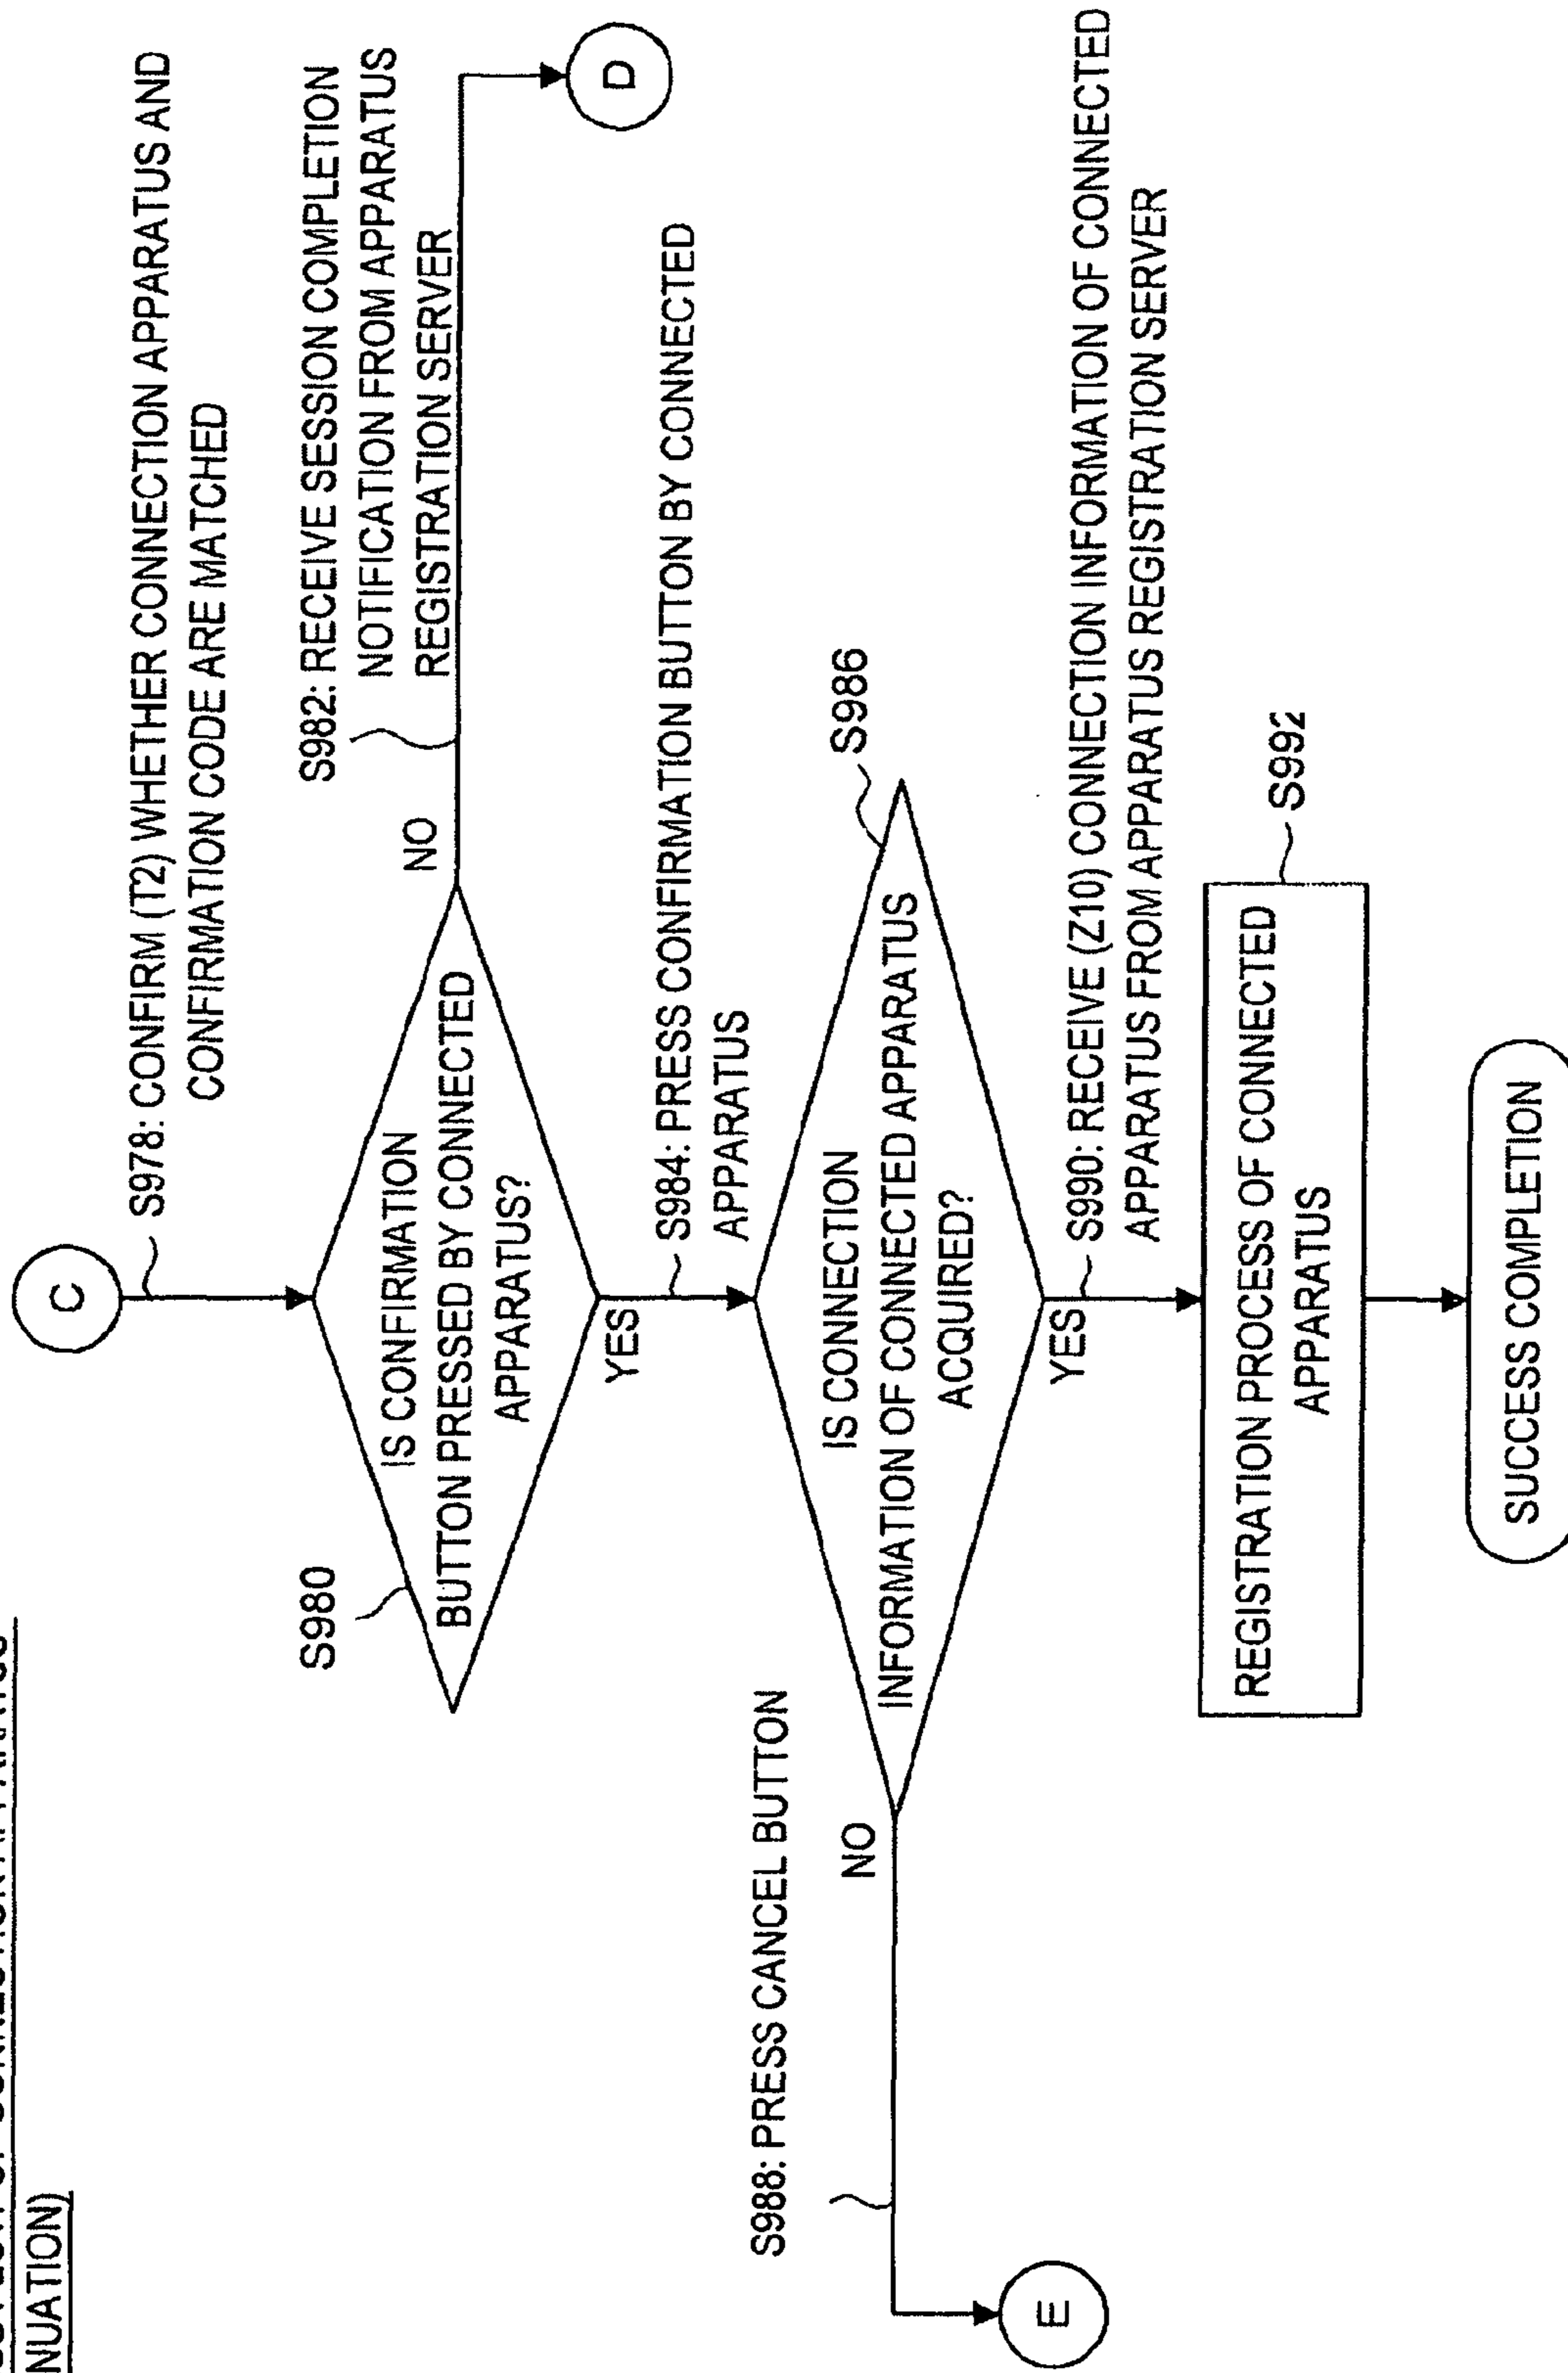 OF CONNECTION APPARATUS
NUATION)
C
S978: CONFIRM (T2) WHETHER CONNECTION APPARATUS AND
CONFIRMATION CODE ARE MATCHED
S980
IS CONFIRMATION
BUTTON PRESSED BY CONNECTED
APPARATUS?
NO
S982: RECEIVE SESSION COMPLETION
NOTIFICATION FROM APPARATUS
REGISTRATION SERVER
D
YES
S984: PRESS CONFIRMATION BUTTON BY CONNECTED
APPARATUS
S986
IS CONNECTION
INFORMATION OF CONNECTED APPARATUS
ACQUIRED?
NO
S988: PRESS CANCEL BUTTON
E
YES
S990: RECEIVE (Z10) CONNECTION INFORMATION OF CONNECTED
APPARATUS FROM APPARATUS REGISTRATION SERVER
REGISTRATION PROCESS OF CONNECTED
APPARATUS
S992
SUCCESS COMPLETION